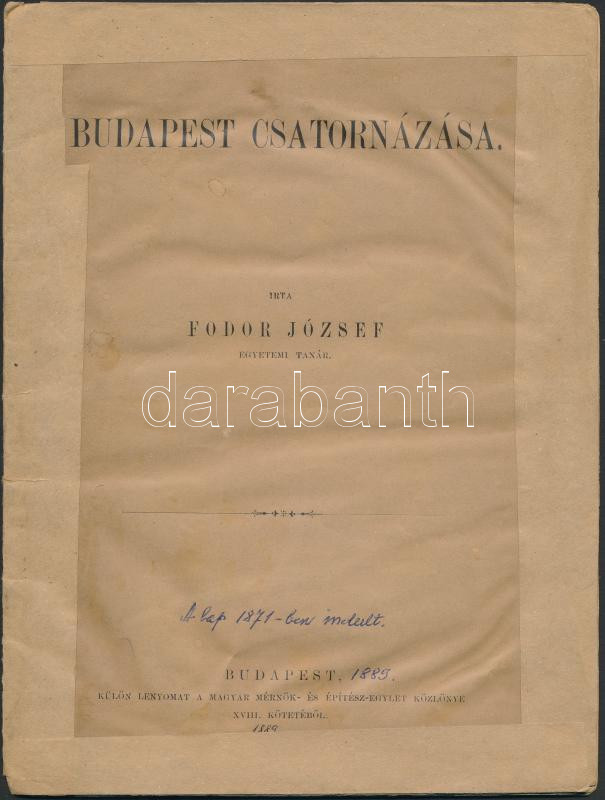 BUDAPEST CSATORNÁZÁSA.
IRTA
FODOR JÓZSEF
EGYETEMI TANÁR.
darabanth
A lap 1871-ben indult.
BUDAPEST, 1889.
KÜLÖN LENYOMAT A MAGYAR MÉRNÖK- ÉS ÉPÍTÉSZ-EGYLET KÖZLÖNYE
XVIII. KÖTETÉBŐL.
1889